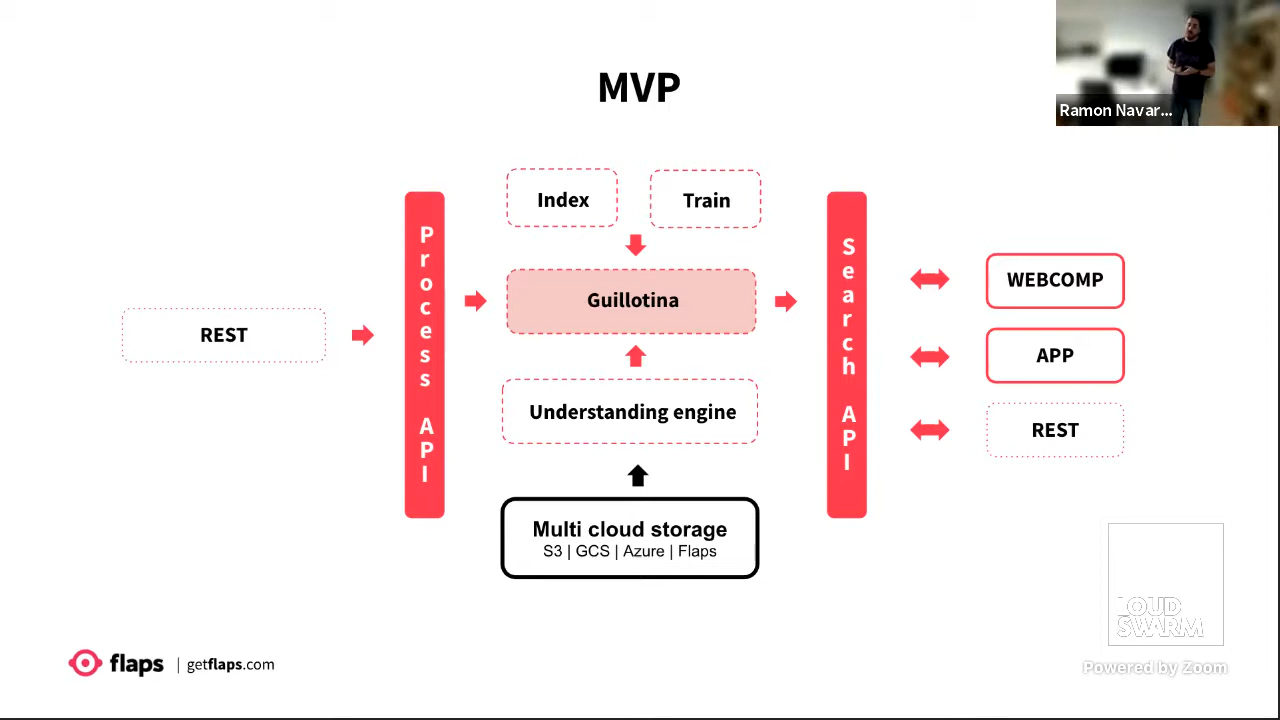 MVP
Ramon Navar...
Index
Train
Process API
Search API
Guillotina
WEBCOMP
REST
APP
Understanding engine
REST
Multi cloud storage
S3 | GCS | Azure | Flaps
LOUD
SWARM
flaps | getflaps.com
Powered by Zoom